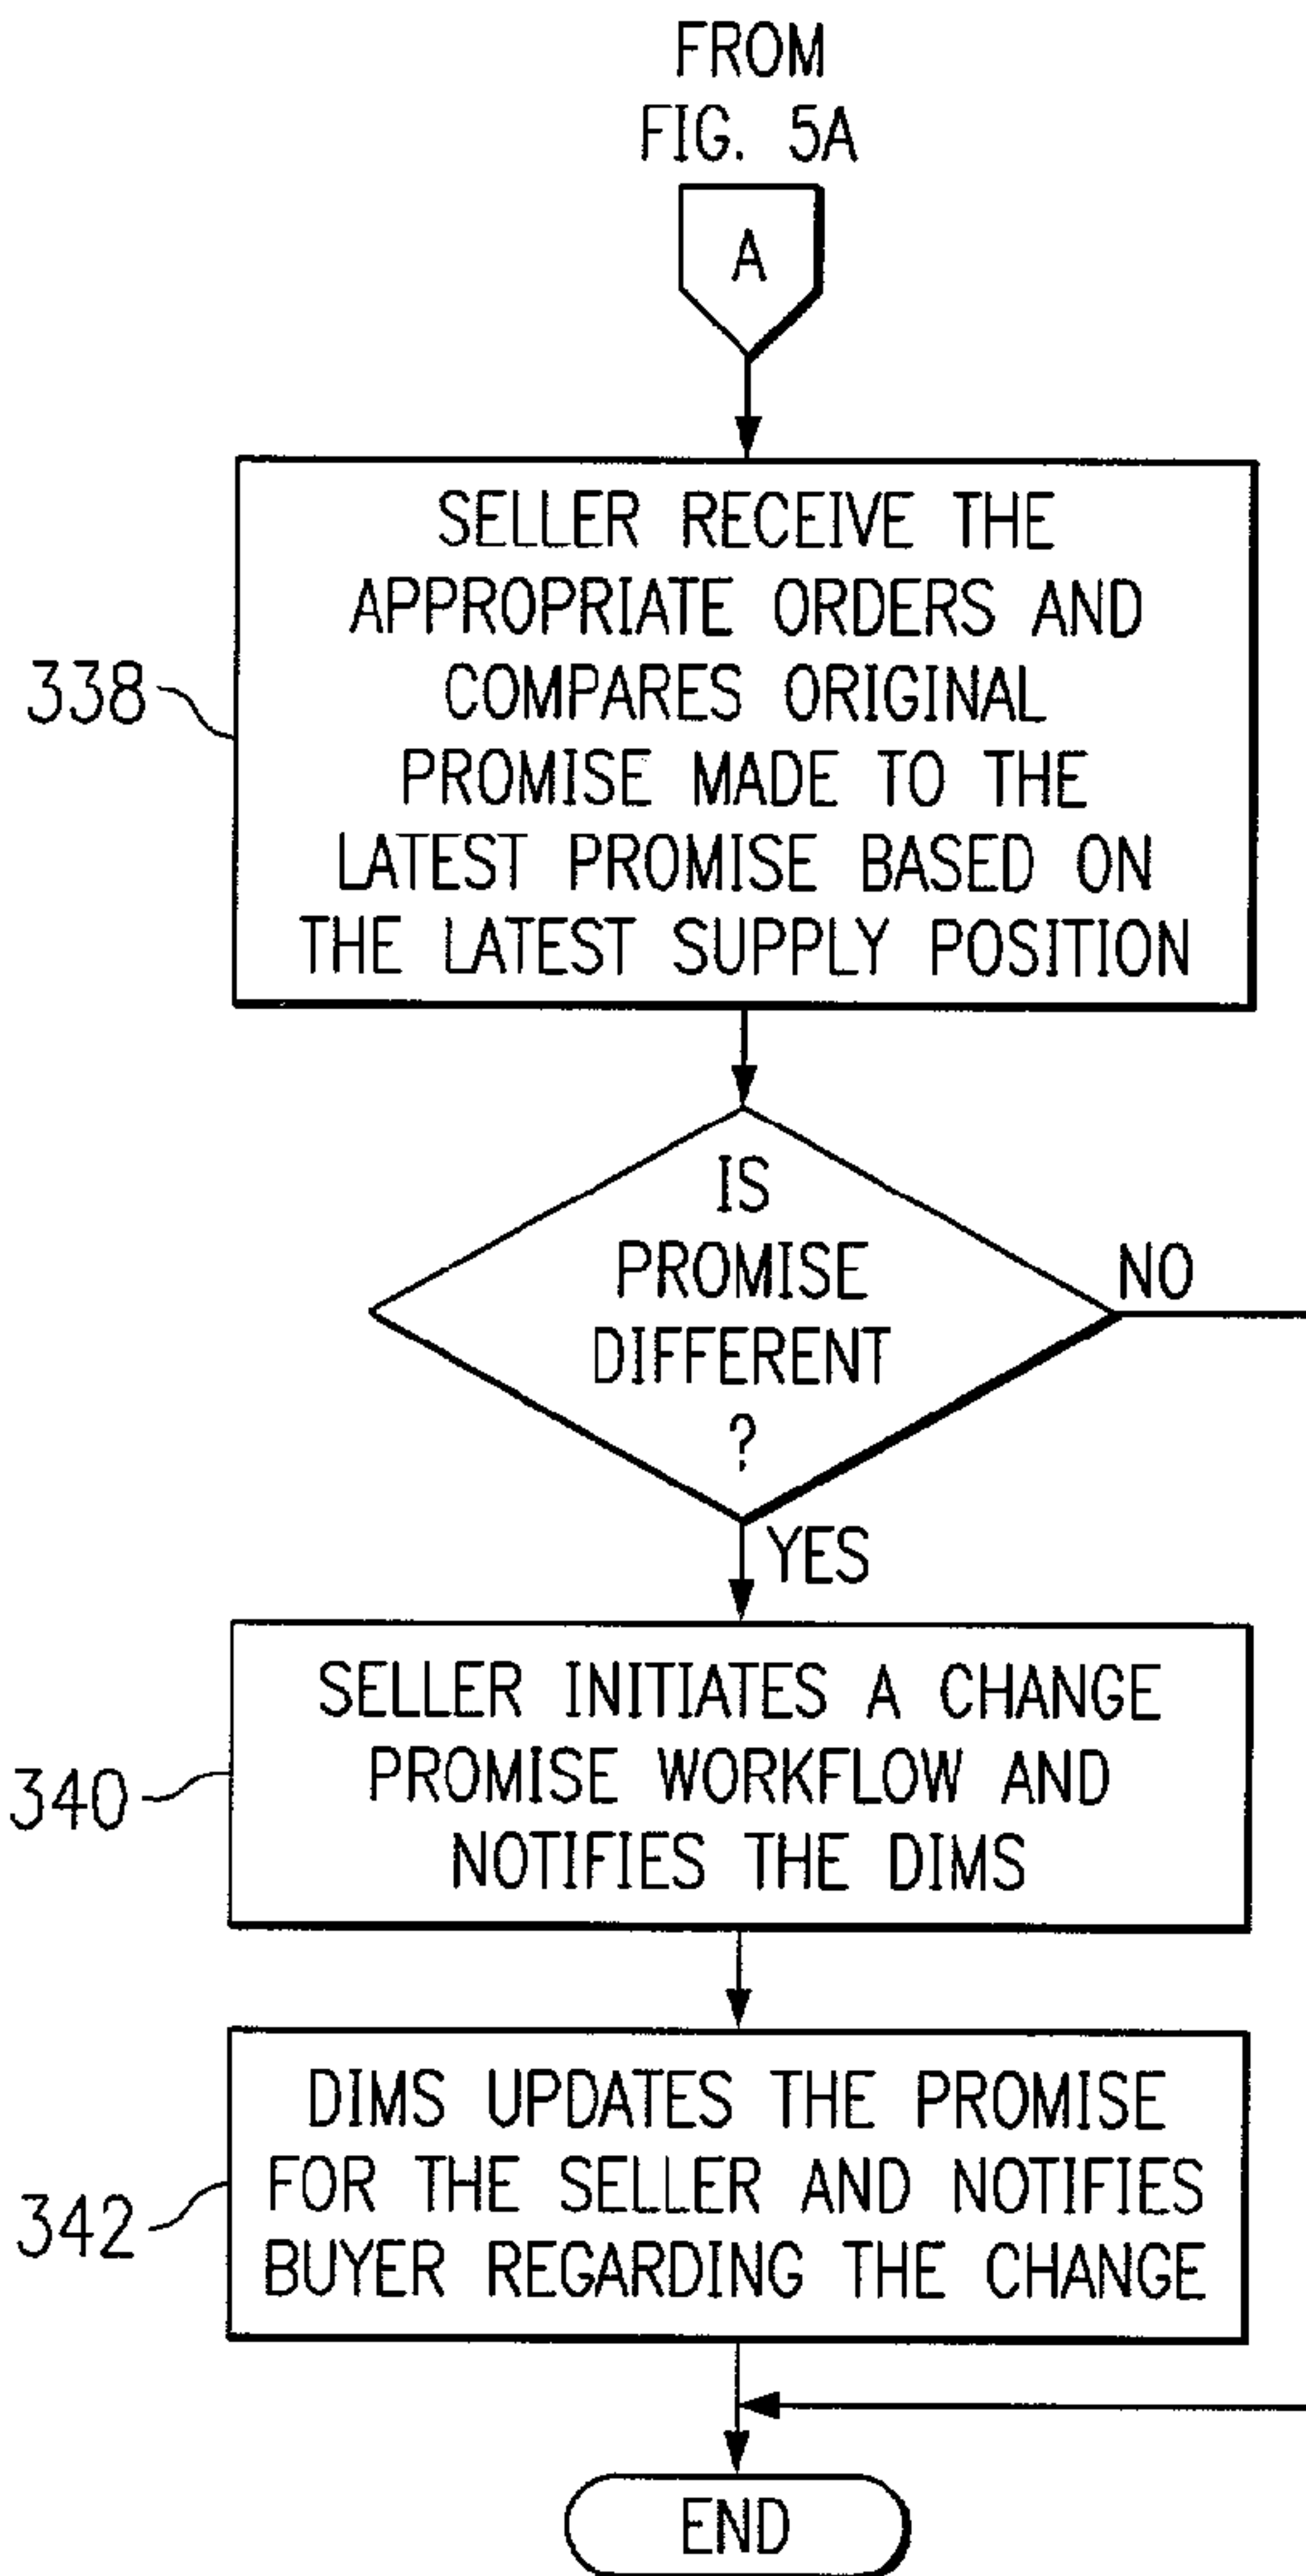 FROM
FIG. 5A
A
SELLER RECEIVE THE
APPROPRIATE ORDERS AND
COMPARES ORIGINAL
PROMISE MADE TO THE
LATEST PROMISE BASED ON
THE LATEST SUPPLY POSITION
338
IS
PROMISE
DIFFERENT
?
NO
YES
SELLER INITIATES A CHANGE
PROMISE WORKFLOW AND
NOTIFIES THE DIMS
340
DIMS UPDATES THE PROMISE
FOR THE SELLER AND NOTIFIES
BUYER REGARDING THE CHANGE
342
END